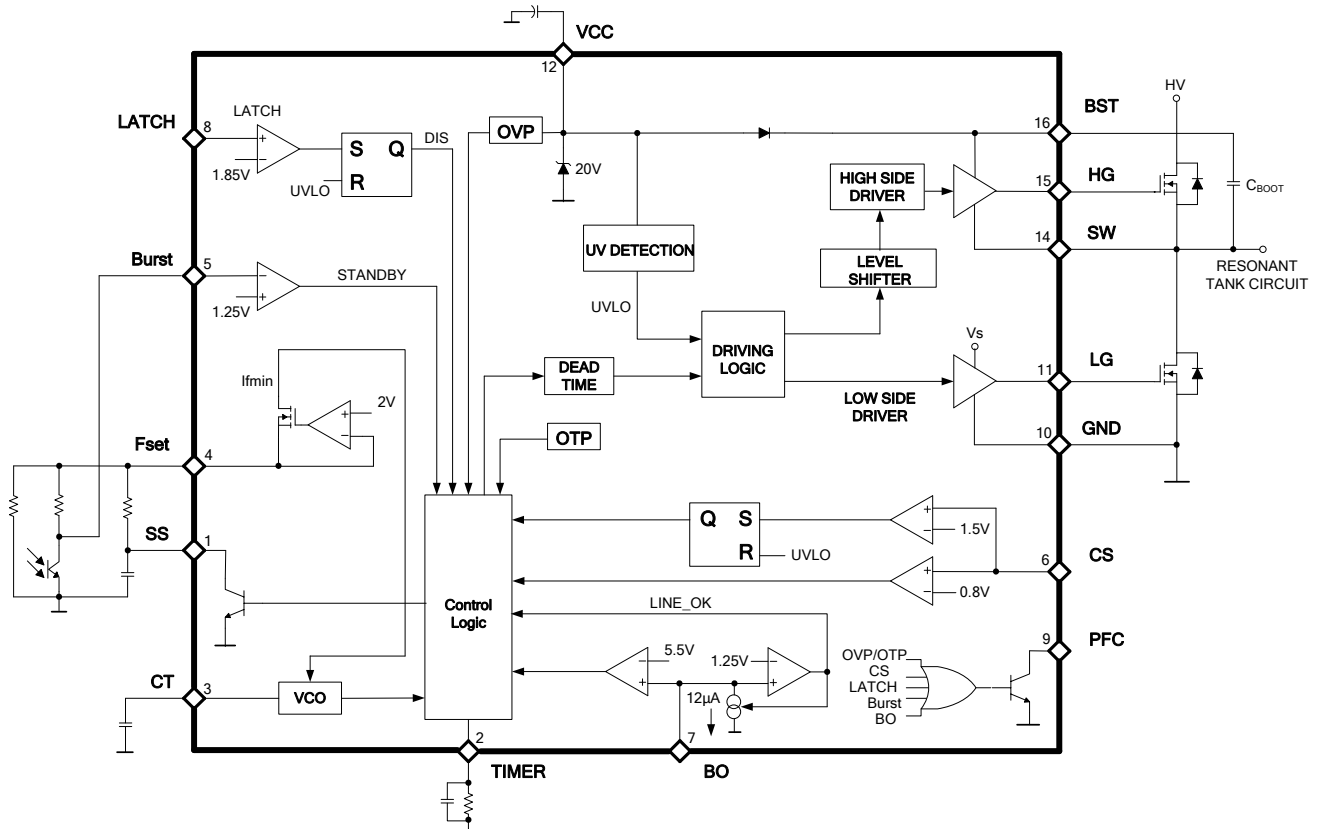 VCC
12
LATCH
8
LATCH
+
−
1.85V
UVLO
S Q
R
DIS
OVP
20V
16
BST
HV
HIGH SIDE
DRIVER
15
HG
CBOOT
14
SW
RESONANT
TANK CIRCUIT
UV DETECTION
LEVEL
SHIFTER
UVLO
Burst
5
−
+
1.25V
STANDBY
DRIVING
LOGIC
Vs
DEAD
TIME
LOW SIDE
DRIVER
11
LG
10
GND
Ifmin
+
−
2V
Fset
4
OTP
SS
1
Control
Logic
Q S
R
UVLO
+
−
1.5V
+
−
0.8V
6
CS
LINE_OK
5.5V
−
+
1.25V
−
+
12µA
9
PFC
OVP/OTP
CS
LATCH
Burst
BO
CT
3
VCO
2
TIMER
7
BO